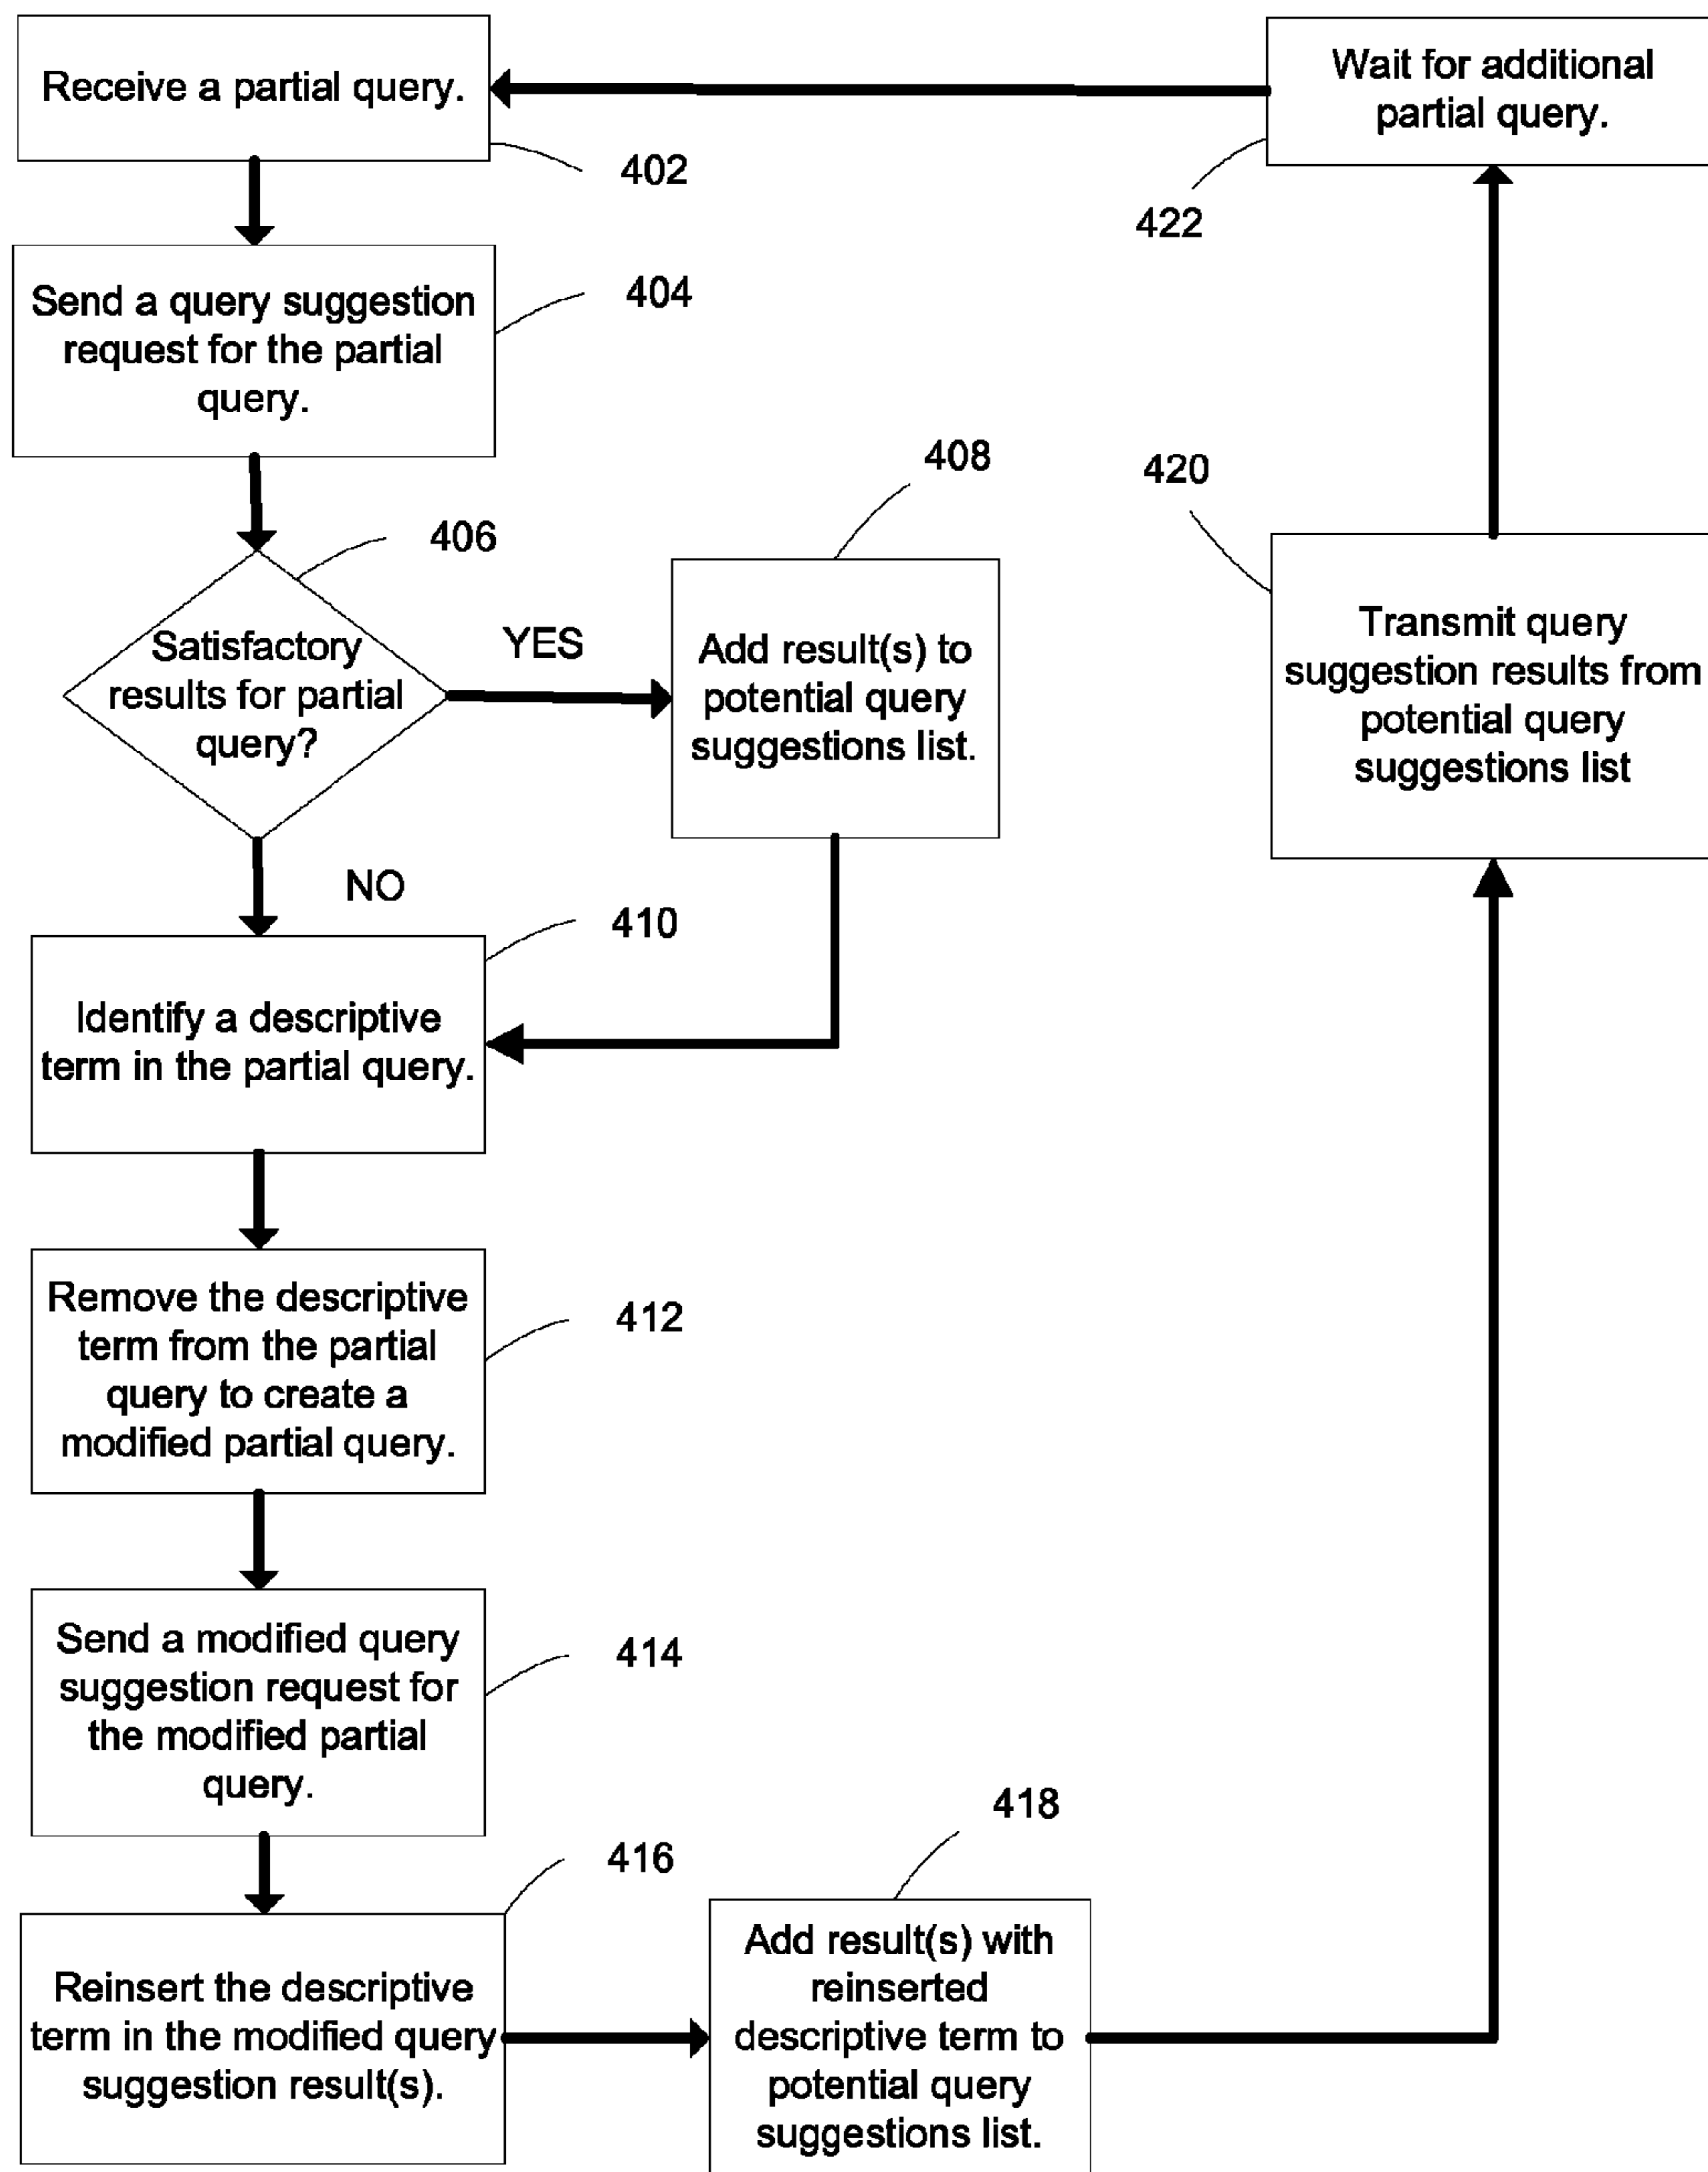 Receive a partial query.
402
Send a query suggestion
request for the partial
query.
404
406
Satisfactory
results for partial
query?
YES
NO
408
Add result(s) to
potential query
suggestions list.
410
Identify a descriptive
term in the partial query.
Remove the descriptive
term from the partial
query to create a
modified partial query.
412
Send a modified query
suggestion request for
the modified partial
query.
414
416
Reinsert the descriptive
term in the modified query
suggestion result(s).
418
Add result(s) with
reinserted
descriptive term to
potential query
suggestions list.
420
Transmit query
suggestion results from
potential query
suggestions list
Wait for additional
partial query.
422